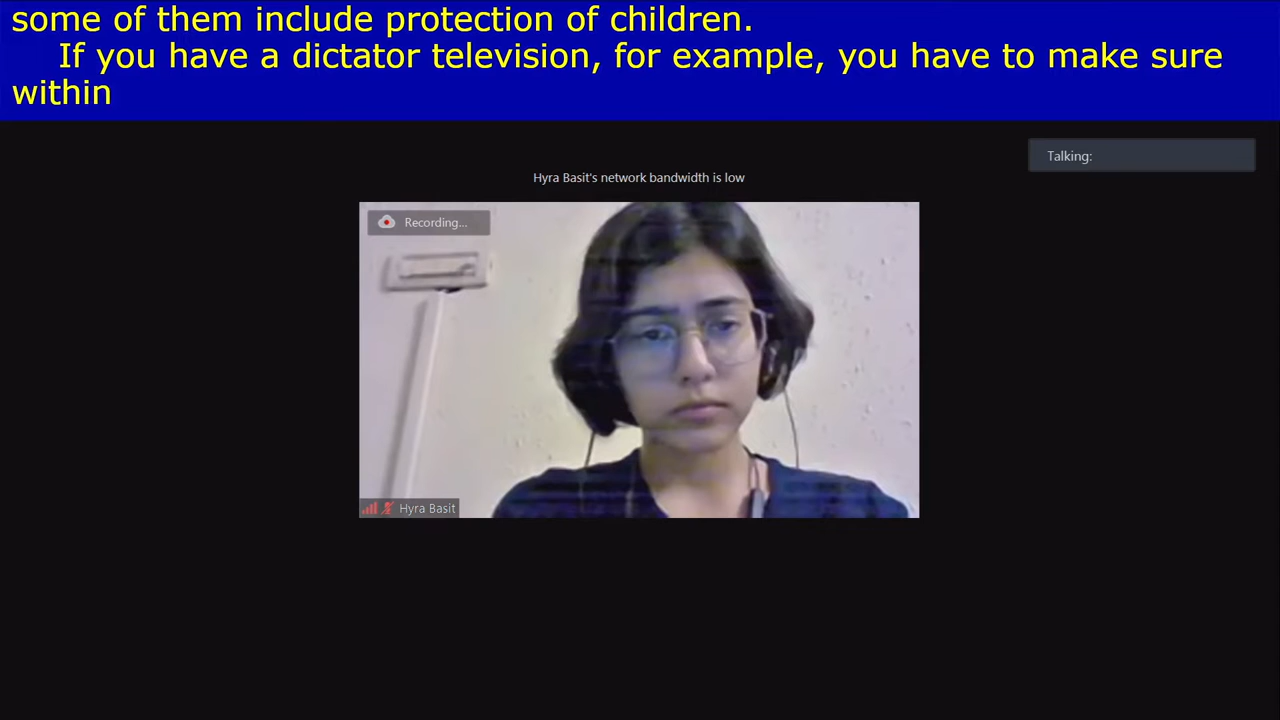 some of them include protection of children.
If you have a dictator television, for example, you have to make sure
within
Talking:
Hyra Basit's network bandwidth is low
Recording...
Hyra Basit